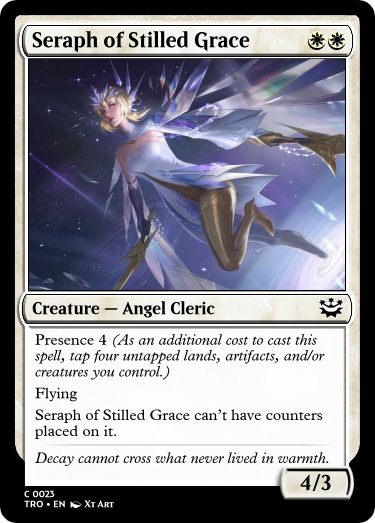 Seraph of Stilled Grace
Creature — Angel Cleric
Presence 4 (As an additional cost to cast this
spell, tap four untapped lands, artifacts, and/or
creatures you control.)
Flying
Seraph of Stilled Grace can't have counters
placed on it.
Decay cannot cross what never lived in warmth.
4/3
C 0023
TRO • EN XT ART